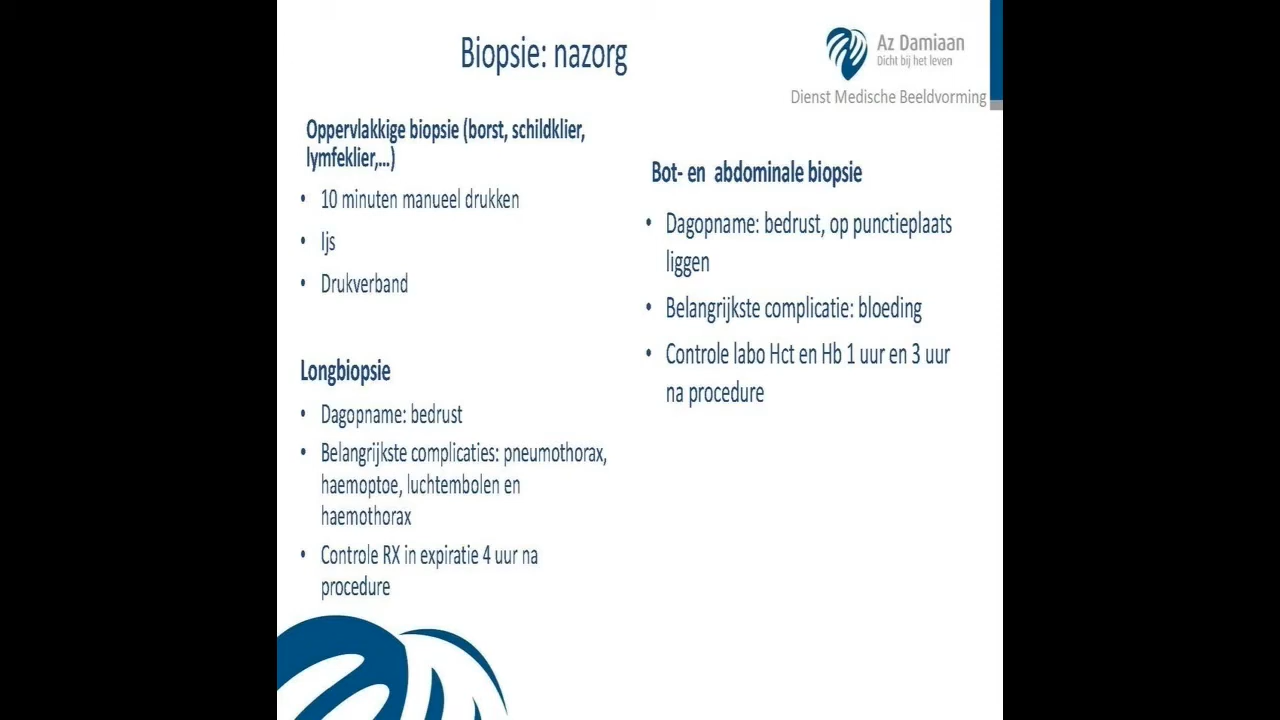 Biopsie: nazorg
Az Damiaan
Dicht bij het leven
Dienst Medische Beeldvorming
Oppervlakkige biopsie (borst, schildklier,
lymfeklier,...)
• 10 minuten manueel drukken
• Ijs
• Drukverband
Longbiopsie
• Dagopname: bedrust
• Belangrijkste complicaties: pneumothorax,
haemoptoe, luchtembolen en
haemothorax
• Controle RX in expiratie 4 uur na
procedure
Bot- en abdominale biopsie
• Dagopname: bedrust, op punctieplaats
liggen
• Belangrijkste complicatie: bloeding
• Controle labo Hct en Hb 1 uur en 3 uur
na procedure